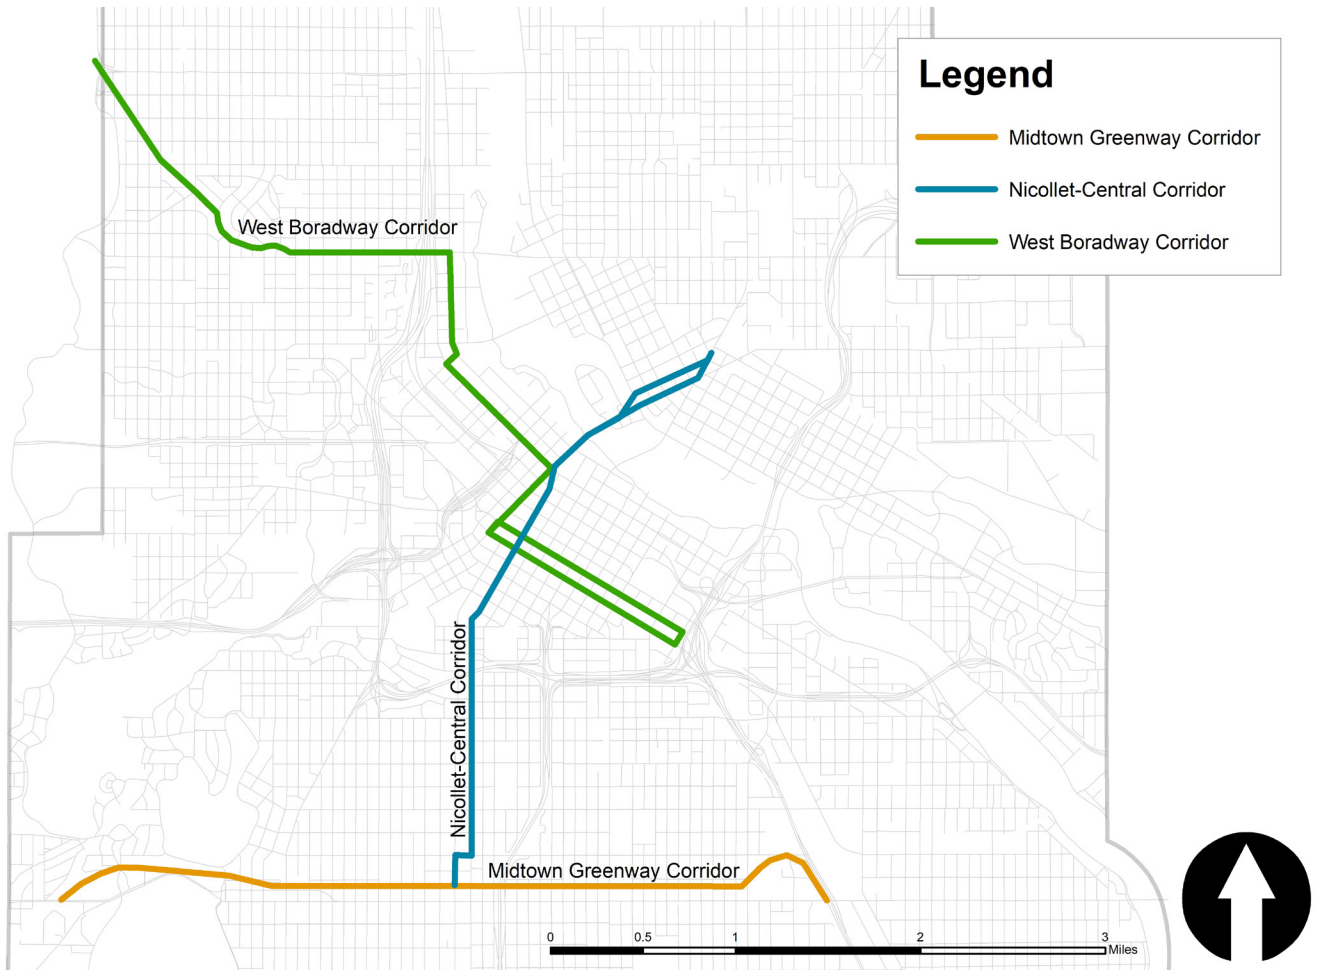 Legend
Midtown Greenway Corridor
Nicollet-Central Corridor
West Boradway Corridor
West Boradway Corridor
Nicollet-Central Corridor
Midtown Greenway Corridor
0 0.5 1 2 3
Miles